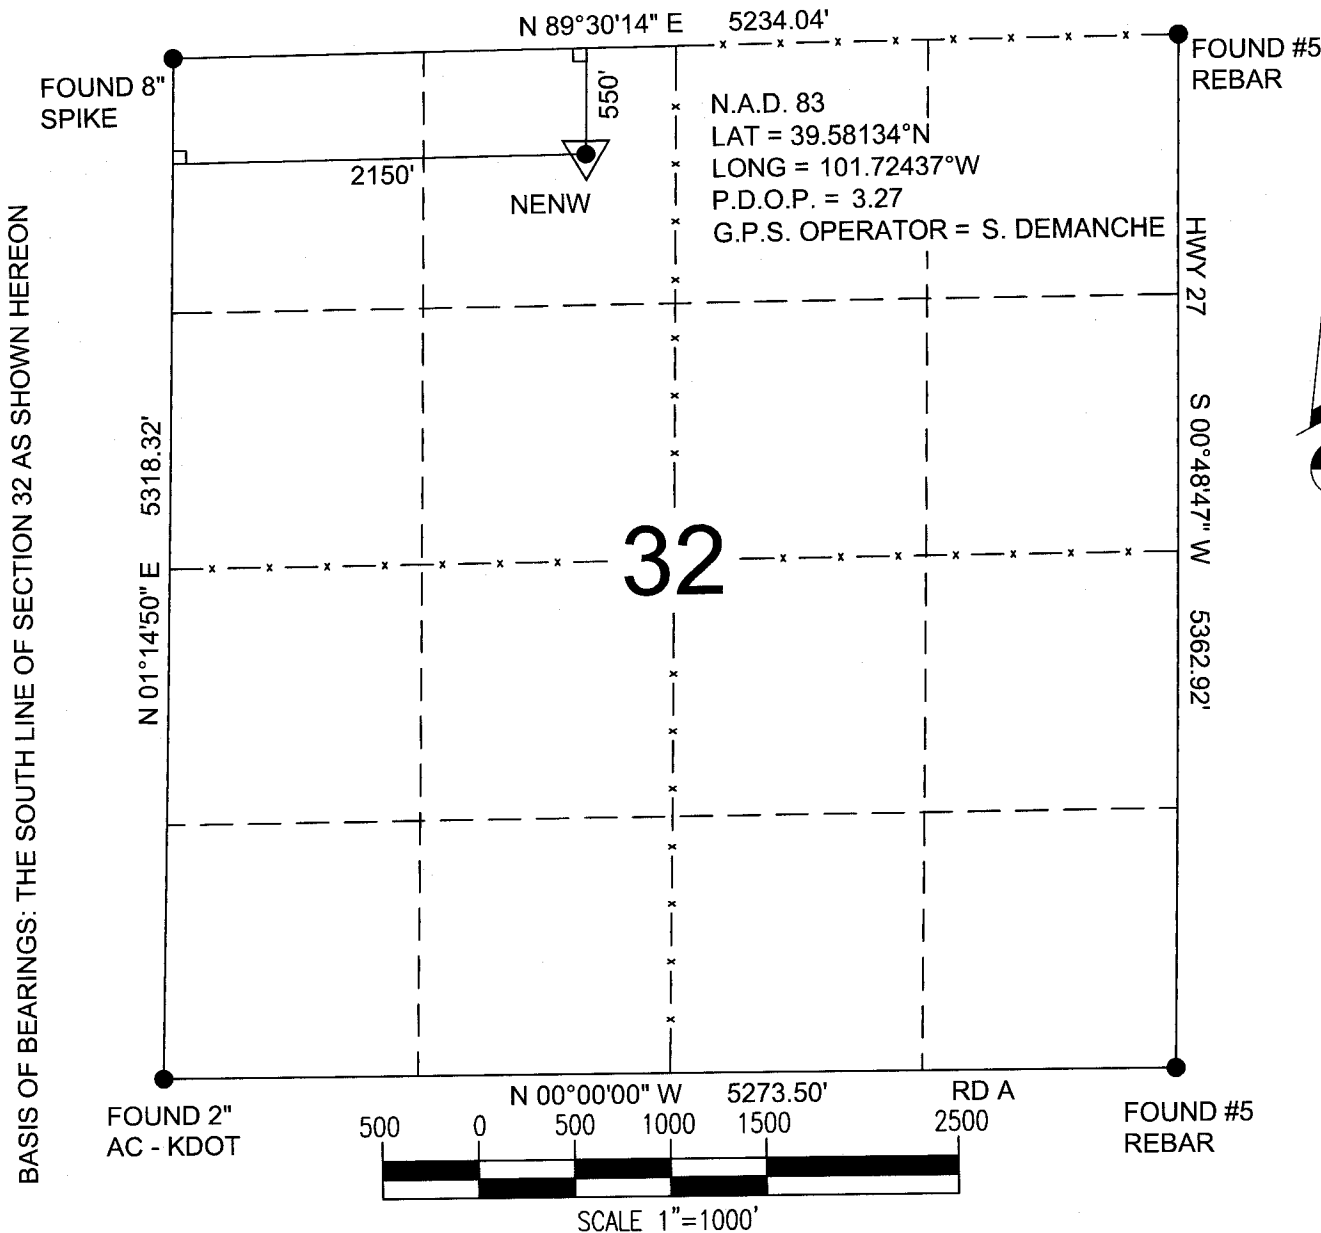 N 89°30'14" E 5234.04'
FOUND 8"
SPIKE
FOUND #5
REBAR
550'
2150'
NENW
N.A.D. 83
LAT = 39.58134°N
LONG = 101.72437°W
P.D.O.P. = 3.27
G.P.S. OPERATOR = S. DEMANCHE
BASIS OF BEARINGS: THE SOUTH LINE OF SECTION 32 AS SHOWN HEREON
N 01°14'50" E 5318.32'
HWY 27
S 00°48'47" W 5362.92'
32
N 00°00'00" W 5273.50'
RD A
FOUND 2"
AC - KDOT
FOUND #5
REBAR
500 0 500 1000 1500 2500
SCALE 1"=1000'